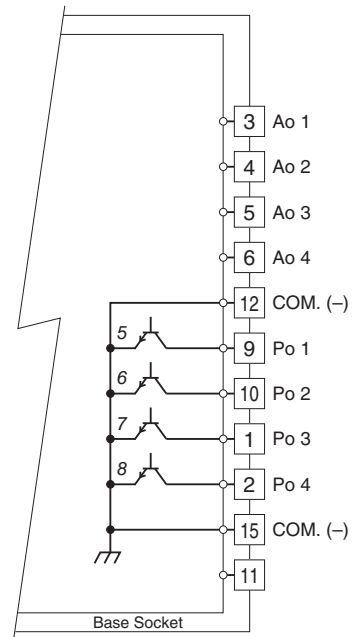 3 Ao 1
4 Ao 2
5 Ao 3
6 Ao 4
12 COM. (–)
5 9 Po 1
6 10 Po 2
7 1 Po 3
8 2 Po 4
15 COM. (–)
11
Base Socket